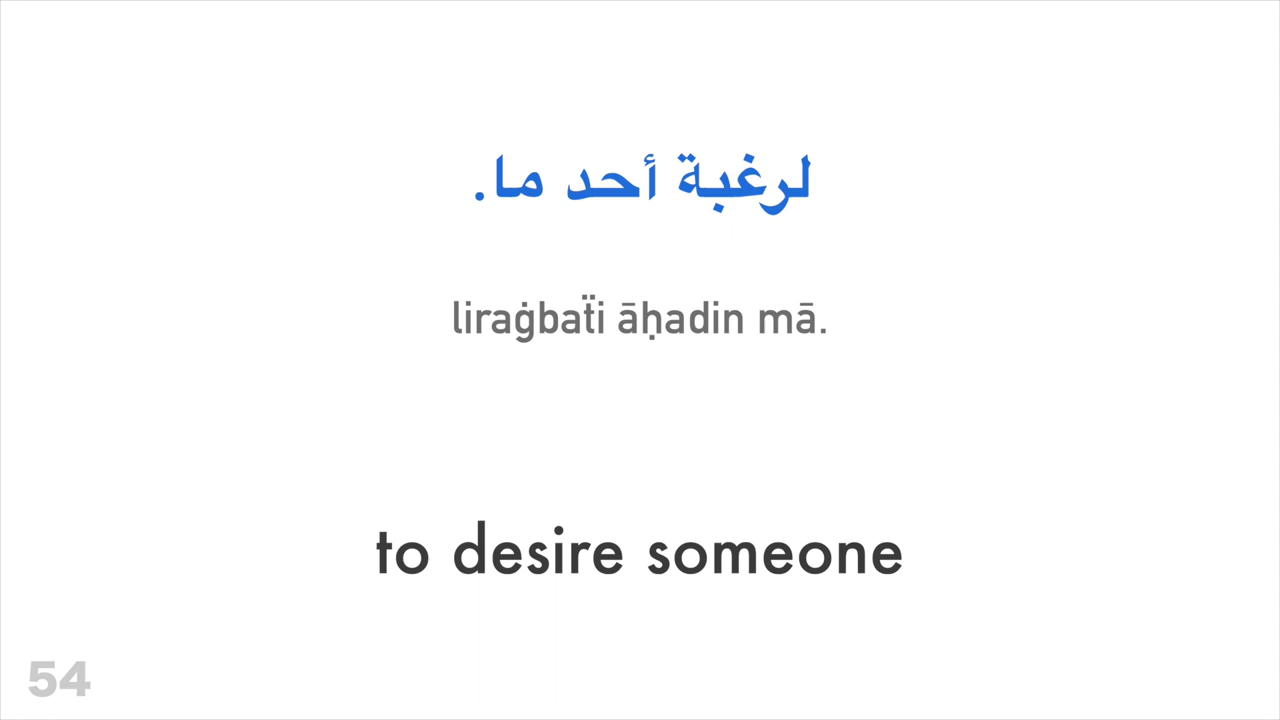 لرغبة أحد ما.
liraġbaẗi āḥadin mā.
to desire someone
54